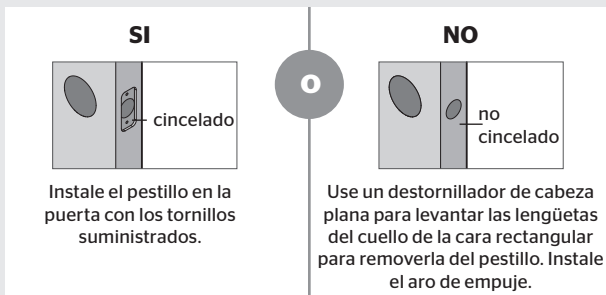 SI
cincelado
Instale el pestillo en la
puerta con los tornillos
suministrados.
O
NO
no
cincelado
Use un destornillador de cabeza
plana para levantar las lengüetas
del cuello de la cara rectangular
para removerla del pestillo. Instale
el aro de empuje.